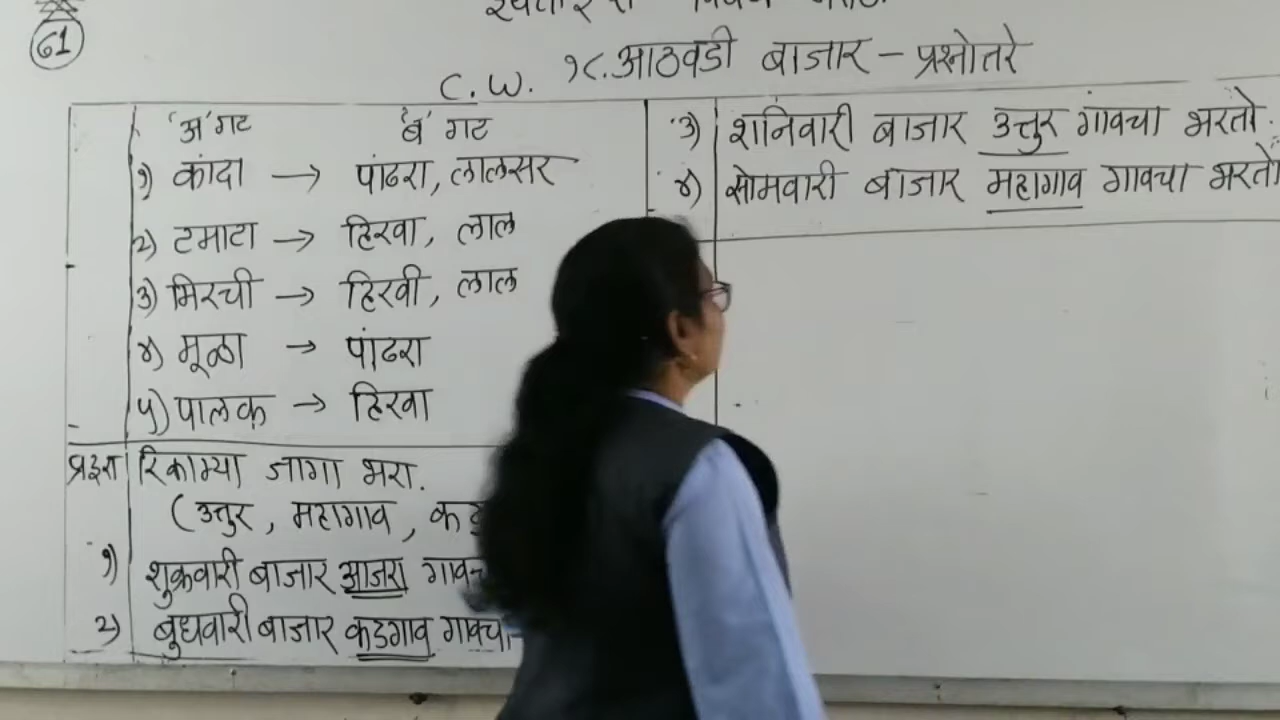 61
१८. आठवडी बाजार – प्रश्नोतरे
C. W.
'अ' गट 'ब' गट
१) कांदा → पांढरा, लालसर
२) टमाटा → हिरवा, लाल
३) मिरची → हिरवी, लाल
४) मूळा → पांढरा
५) पालक → हिरवा
रिकाम्या जागा भरा.
(उत्तुर, महागाव,
१) शुक्रवारी बाजार आजरा
२) बुधवारी बाजार कडगाव गावचा
३) शनिवारी बाजार उत्तुर गांवचा भरतो.
४) सोमवारी बाजार महागाव गावचा भरतो